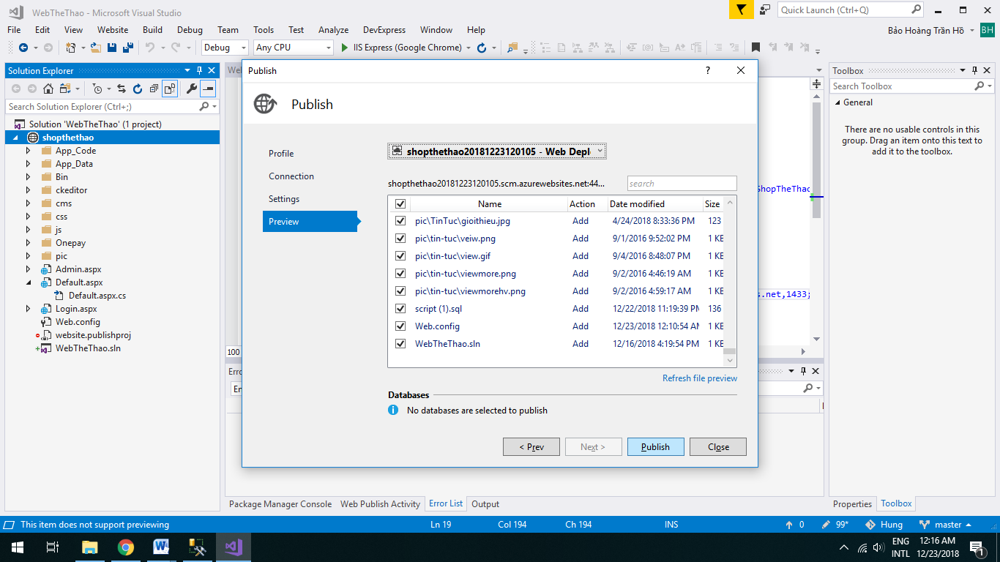 WebTheThao - Microsoft Visual Studio
Quick Launch (Ctrl+Q)
File Edit View Website Build Debug Team Tools Test Analyze DevExpress Window Help
Bảo Hoàng Trần Hồ BH
Debug Any CPU IIS Express (Google Chrome)
Solution Explorer
Search Solution Explorer (Ctrl+;)
Solution 'WebTheThao' (1 project)
shopthethao
App_Code
App_Data
Bin
ckeditor
cms
css
js
Onepay
pic
Admin.aspx
Default.aspx
Default.aspx.cs
Login.aspx
Web.config
website.publishproj
WebTheThao.sln
Publish ?
Publish
Profile
Connection
Settings
Preview
shopthethao20181223120105 - Web Depl
shopthethao20181223120105.scm.azurewebsites.net:44...
search
Name Action Date modified Size
pic\TinTuc\gioithieu.jpg Add 4/24/2018 8:33:36 PM 123
pic\tin-tuc\veiw.png Add 9/1/2016 9:52:02 PM 1 KB
pic\tin-tuc\view.gif Add 9/4/2016 8:48:07 PM 1 KB
pic\tin-tuc\viewmore.png Add 9/2/2016 4:46:19 AM 1 KB
pic\tin-tuc\viewmorehv.png Add 9/2/2016 4:59:17 AM 1 KB
script (1).sql Add 12/22/2018 11:19:39 PM 136
Web.config Add 12/23/2018 12:10:54 AM 1 KB
WebTheThao.sln Add 12/16/2018 4:19:54 PM 1 KB
Refresh file preview
Databases
No databases are selected to publish
< Prev Next > Publish Close
We
ShopTheThao
s.net,1433;
100
Erro
En
Toolbox
Search Toolbox
General
There are no usable controls in this
group. Drag an item onto this text to
add it to the toolbox.
Package Manager Console Web Publish Activity Error List Output
Properties Toolbox
This item does not support previewing Ln 19 Col 194 Ch 194 INS 0 99* Hung master
ENG
INTL
12:16 AM
12/23/2018
1